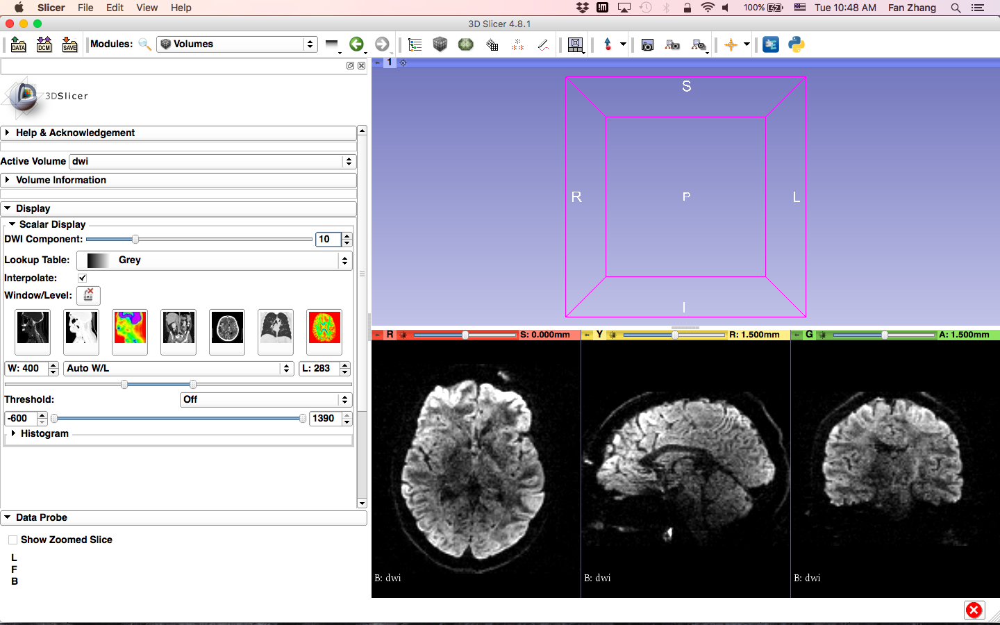 Slicer File Edit View Help 100% Tue 10:48 AM Fan Zhang
3D Slicer 4.8.1
DATA DCM SAVE Modules: Volumes
1
3DSlicer
Help & Acknowledgement
Active Volume dwi
Volume Information
Display
Scalar Display
DWI Component: 10
Lookup Table: Grey
Interpolate:
Window/Level:
W: 400 Auto W/L L: 283
Threshold: Off
-600 1390
Histogram
Data Probe
Show Zoomed Slice
L
F
B
S
R P L
I
R S: 0.000mm Y R: 1.500mm G A: 1.500mm
B: dwi B: dwi B: dwi